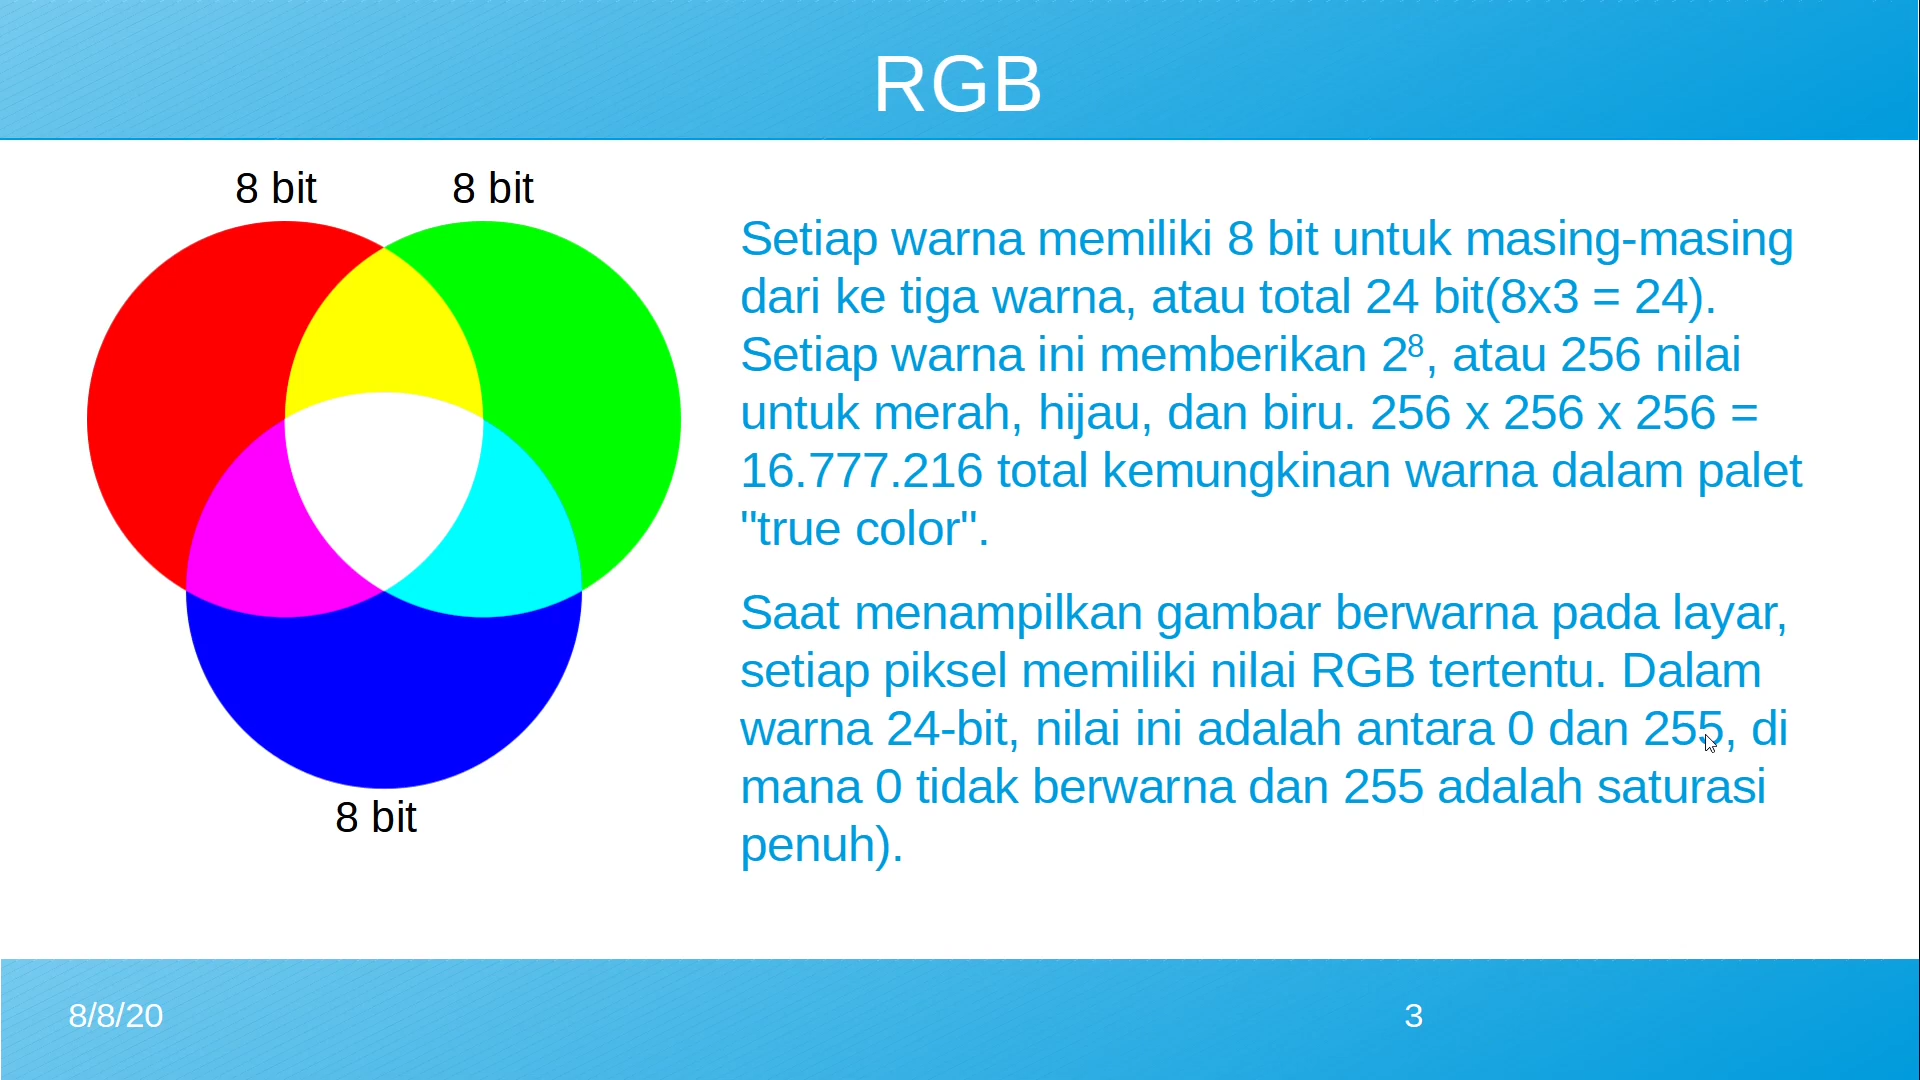 RGB
8 bit 8 bit
8 bit
Setiap warna memiliki 8 bit untuk masing-masing
dari ke tiga warna, atau total 24 bit(8x3 = 24).
Setiap warna ini memberikan 2⁸, atau 256 nilai
untuk merah, hijau, dan biru. 256 x 256 x 256 =
16.777.216 total kemungkinan warna dalam palet
"true color".
Saat menampilkan gambar berwarna pada layar,
setiap piksel memiliki nilai RGB tertentu. Dalam
warna 24-bit, nilai ini adalah antara 0 dan 255, di
mana 0 tidak berwarna dan 255 adalah saturasi
penuh).
8/8/20 3